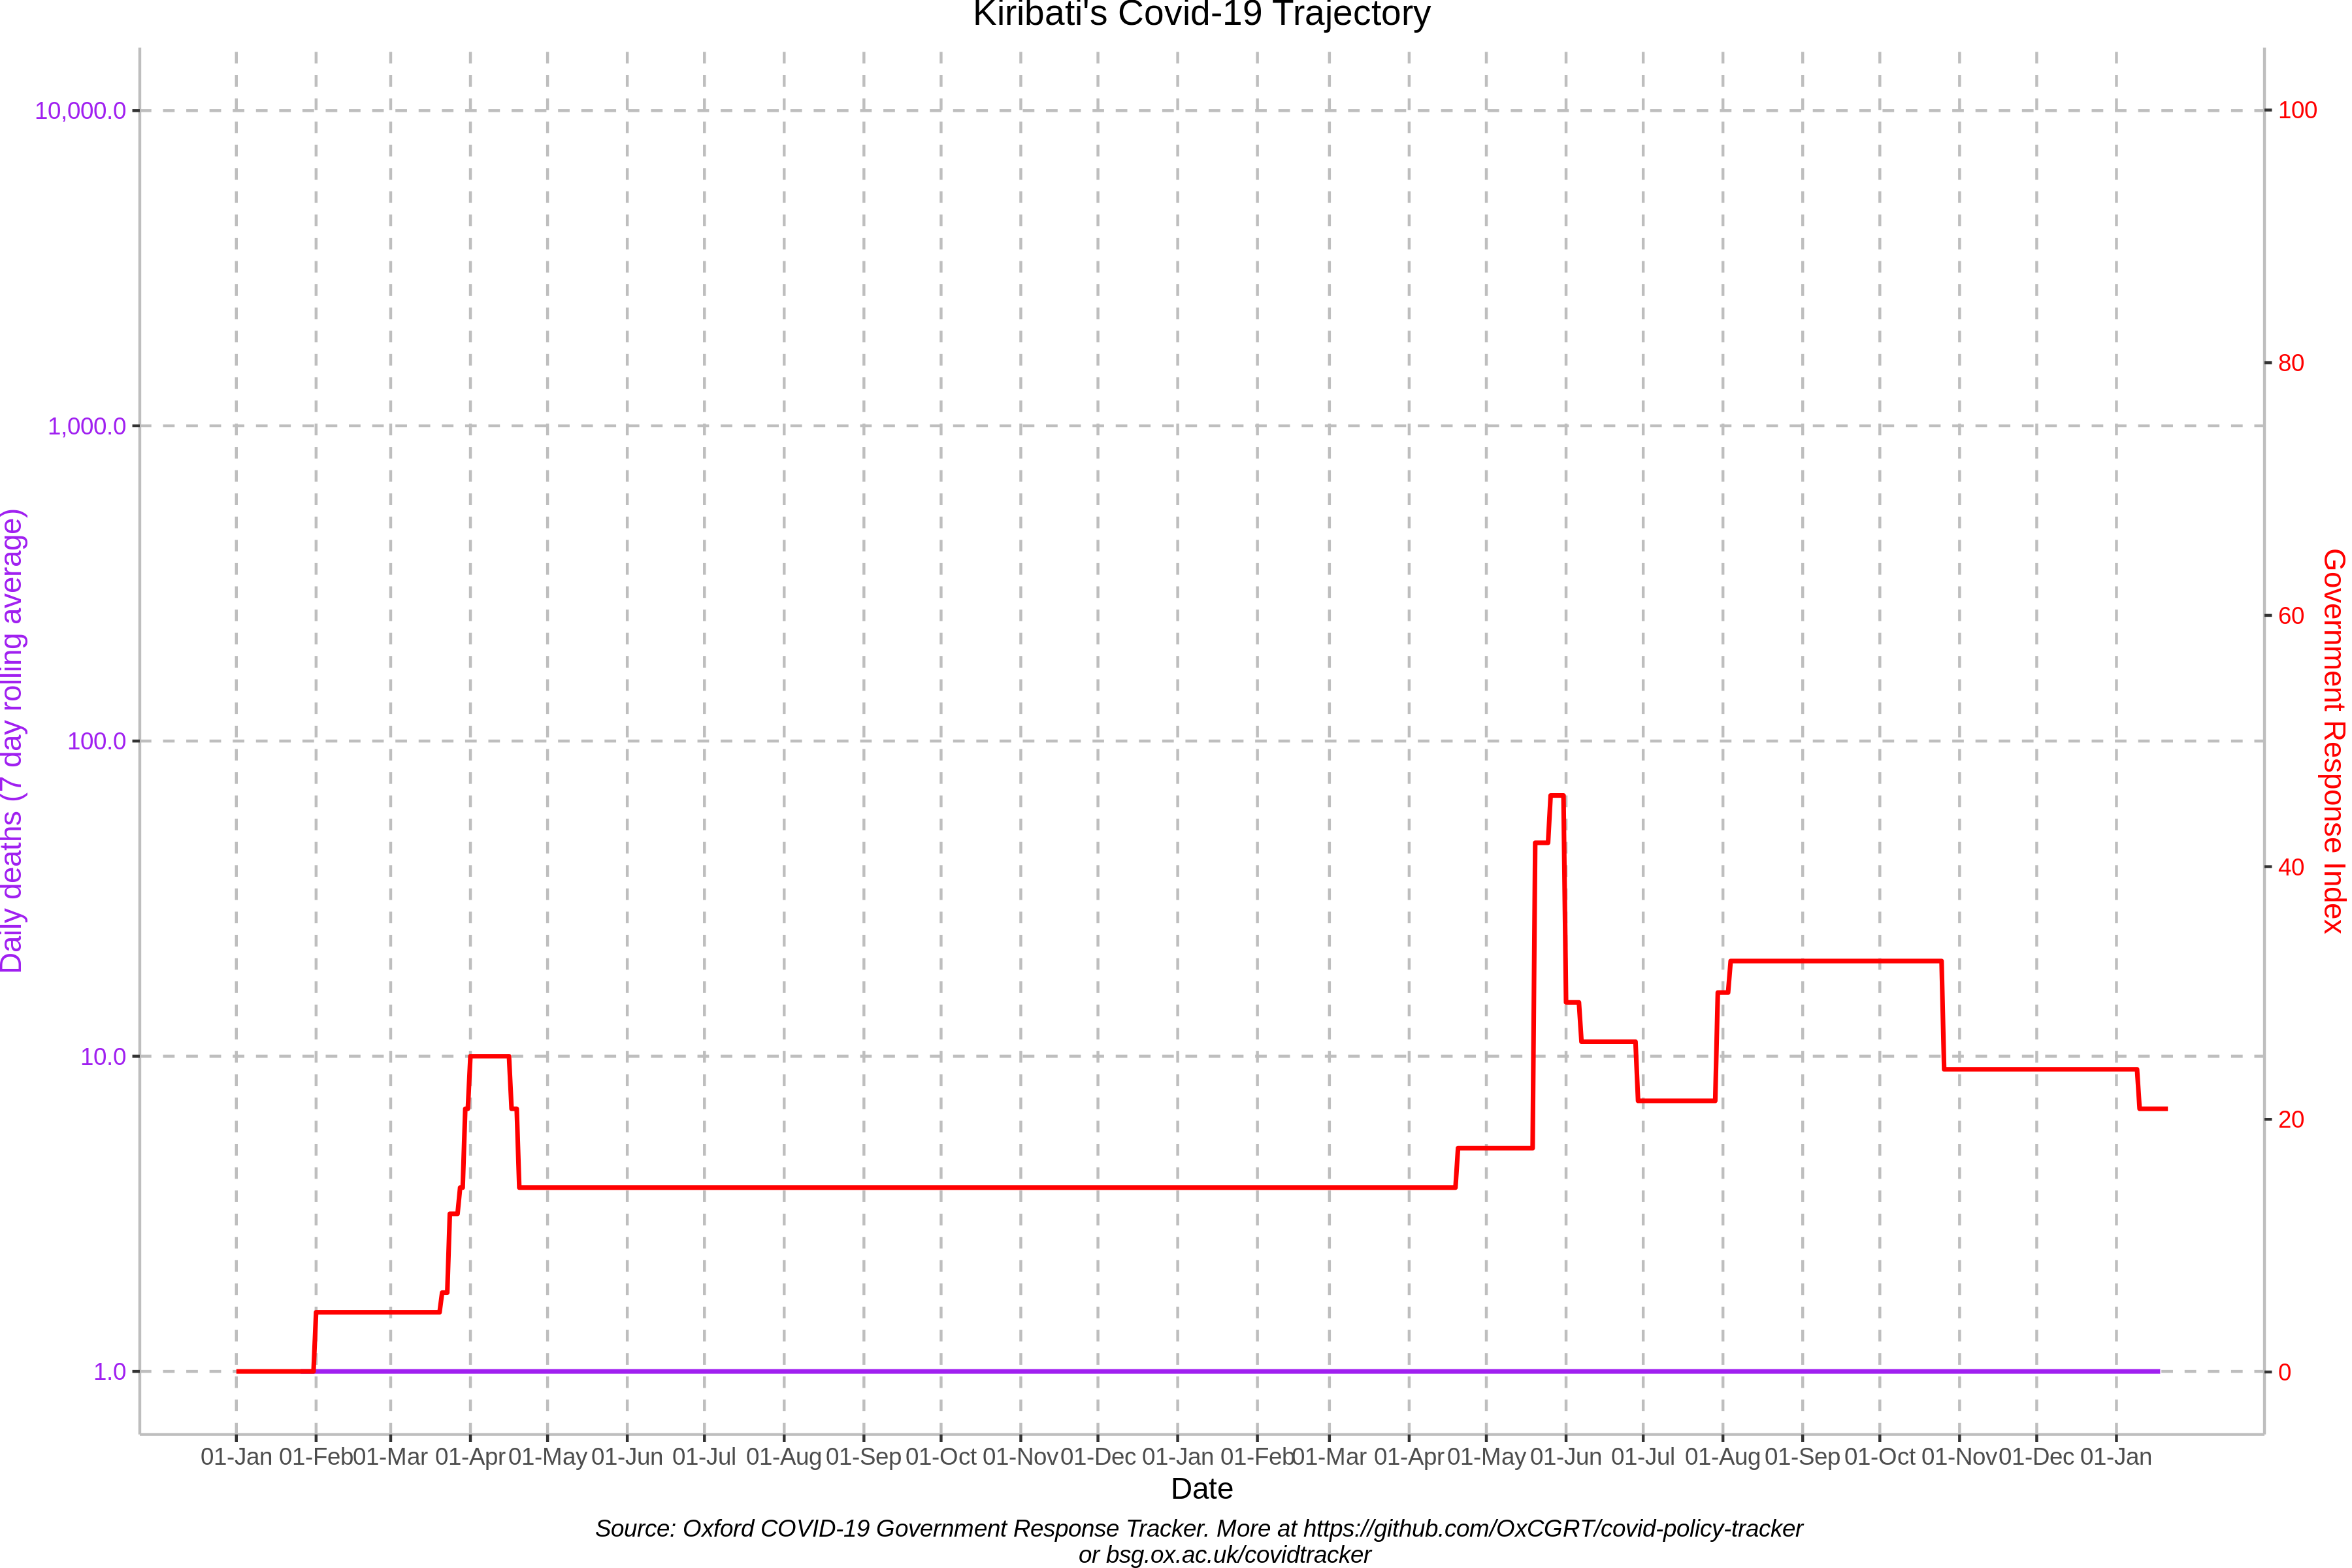 Kiribati's Covid-19 Trajectory
10,000.0
1,000.0
100.0
10.0
1.0
Daily deaths (7 day rolling average)
100
80
60
40
20
0
Government Response Index
01-Jan 01-Feb 01-Mar 01-Apr 01-May 01-Jun 01-Jul 01-Aug 01-Sep 01-Oct 01-Nov 01-Dec 01-Jan 01-Feb 01-Mar 01-Apr 01-May 01-Jun 01-Jul 01-Aug 01-Sep 01-Oct 01-Nov 01-Dec 01-Jan
Date
Source: Oxford COVID-19 Government Response Tracker. More at https://github.com/OxCGRT/covid-policy-tracker
or bsg.ox.ac.uk/covidtracker